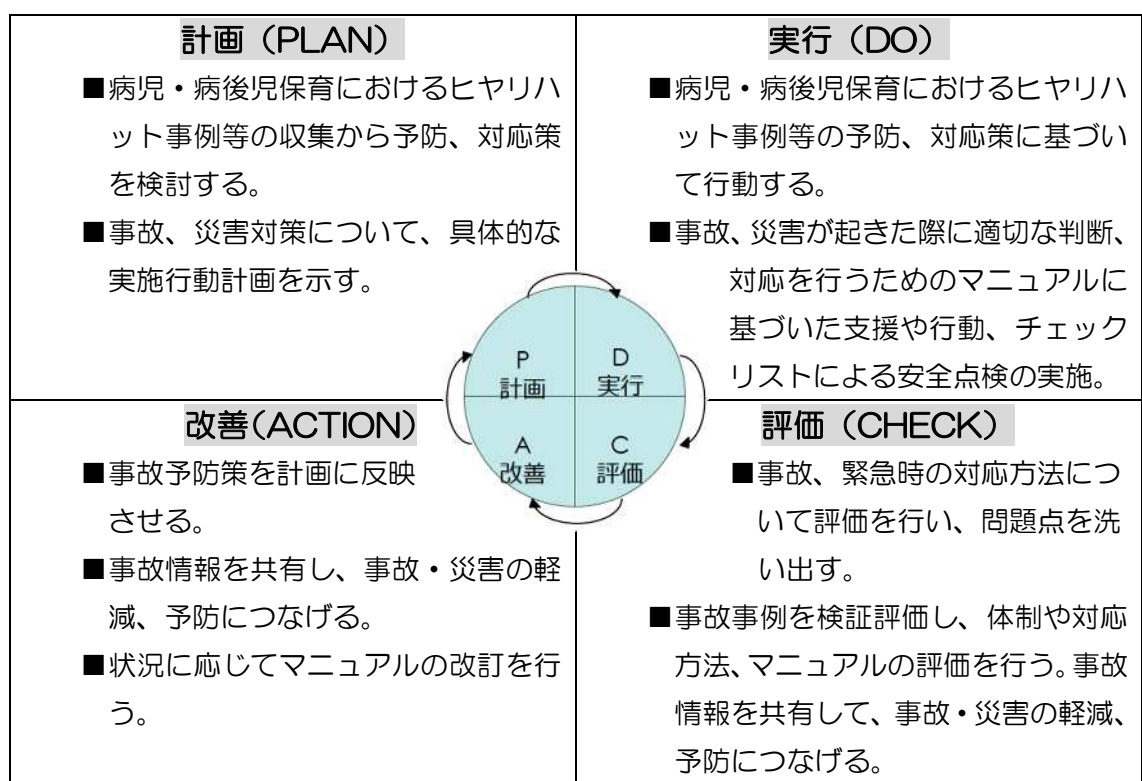 計画（PLAN）
■病児・病後児保育におけるヒヤリハ
ット事例等の収集から予防、対応策
を検討する。
■事故、災害対策について、具体的な
実施行動計画を示す。
実行（DO）
■病児・病後児保育におけるヒヤリハ
ット事例等の予防、対応策に基づい
て行動する。
■事故、災害が起きた際に適切な判断、
対応を行うためのマニュアルに
基づいた支援や行動、チェック
リストによる安全点検の実施。
P
計画
D
実行
A
改善
C
評価
改善(ACTION)
■事故予防策を計画に反映
させる。
■事故情報を共有し、事故・災害の軽
減、予防につなげる。
■状況に応じてマニュアルの改訂を行
う。
評価（CHECK）
■事故、緊急時の対応方法につ
いて評価を行い、問題点を洗
い出す。
■事故事例を検証評価し、体制や対応
方法、マニュアルの評価を行う。事故
情報を共有して、事故・災害の軽減、
予防につなげる。